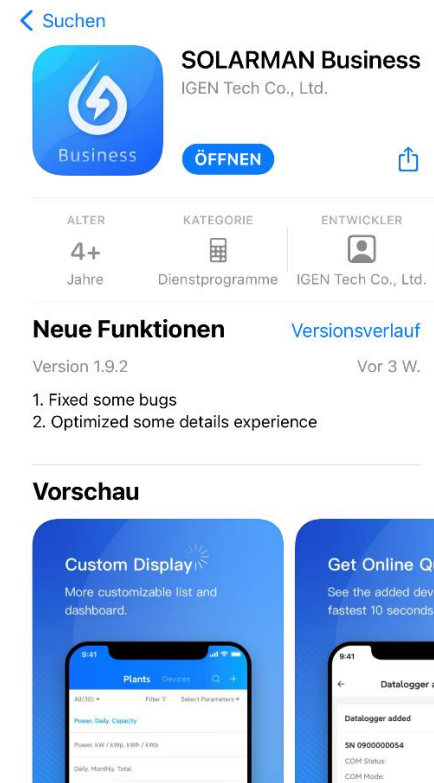 Suchen
SOLARMAN Business
IGEN Tech Co., Ltd.
Business
ÖFFNEN
ALTER
KATEGORIE
ENTWICKLER
4+
Jahre
Dienstprogramme
IGEN Tech Co., Ltd.
Neue Funktionen
Versionsverlauf
Version 1.9.2
Vor 3 W.
1. Fixed some bugs
2. Optimized some details experience
Vorschau
Custom Display
More customizable list and
dashboard.
9:41
Plants Devices
All(30)
Filter
Select Parameters
Power, Daily, Capacity
Power, kW / kWp, kWh / kWp
Daily, Monthly, Total
Get Online Q
See the added dev
fastest 10 seconds
9:41
Datalogger a
Datalogger added
SN 0900000054
COM Status:
COM Mode: